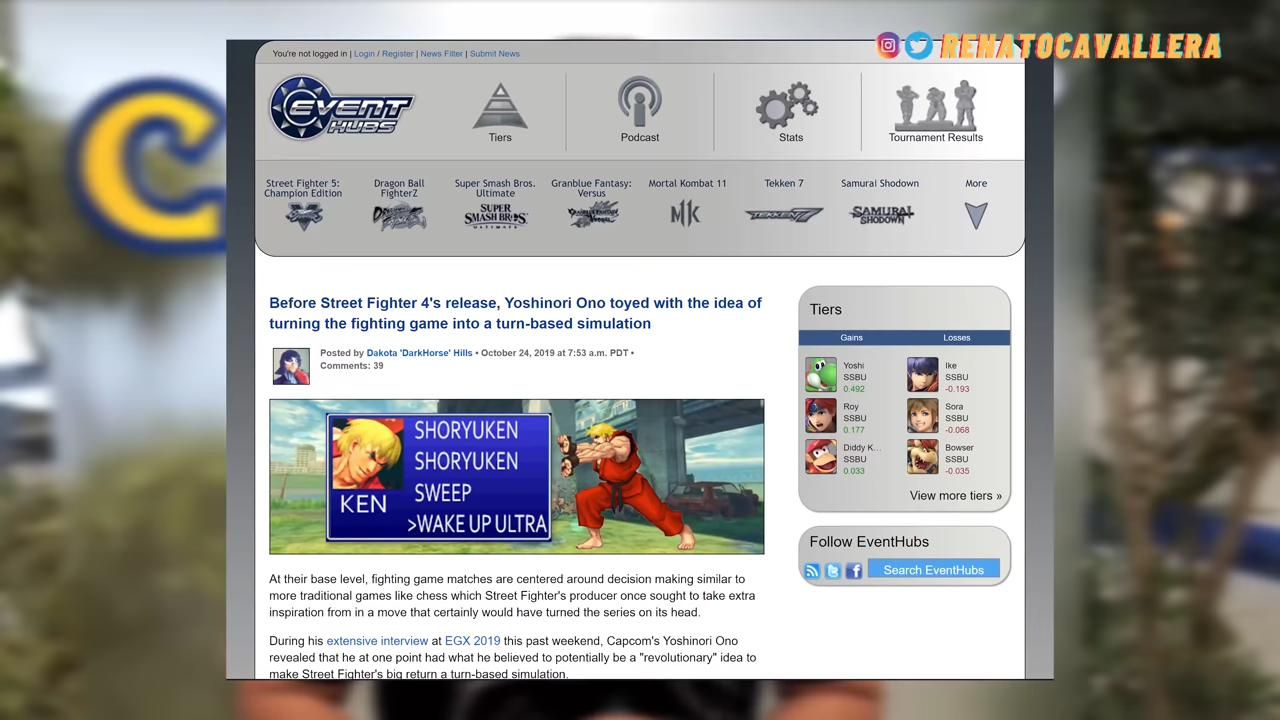 RENATOCAVALLERA
You're not logged in | Login / Register | News Filter | Submit News
EVENT
HUBS
Tiers
Podcast
Stats
Tournament Results
Street Fighter 5:
Champion Edition
Dragon Ball
FighterZ
Super Smash Bros.
Ultimate
Granblue Fantasy:
Versus
Mortal Kombat 11
Tekken 7
Samurai Shodown
More
SUPER
SMASH BROS.
ULTIMATE
MK
TEKKEN 7
SAMURAI
SHODOWN
Before Street Fighter 4's release, Yoshinori Ono toyed with the idea of
turning the fighting game into a turn-based simulation
Posted by Dakota 'DarkHorse' Hills • October 24, 2019 at 7:53 a.m. PDT •
Comments: 39
SHORYUKEN
SHORYUKEN
SWEEP
>WAKE UP ULTRA
KEN
At their base level, fighting game matches are centered around decision making similar to
more traditional games like chess which Street Fighter's producer once sought to take extra
inspiration from in a move that certainly would have turned the series on its head.
During his extensive interview at EGX 2019 this past weekend, Capcom's Yoshinori Ono
revealed that he at one point had what he believed to potentially be a "revolutionary" idea to
make Street Fighter's big return a turn-based simulation.
Tiers
Gains
Losses
Yoshi
SSBU
0.492
Ike
SSBU
-0.193
Roy
SSBU
0.177
Sora
SSBU
-0.068
Diddy K...
SSBU
0.033
Bowser
SSBU
-0.035
View more tiers »
Follow EventHubs
Search EventHubs
C